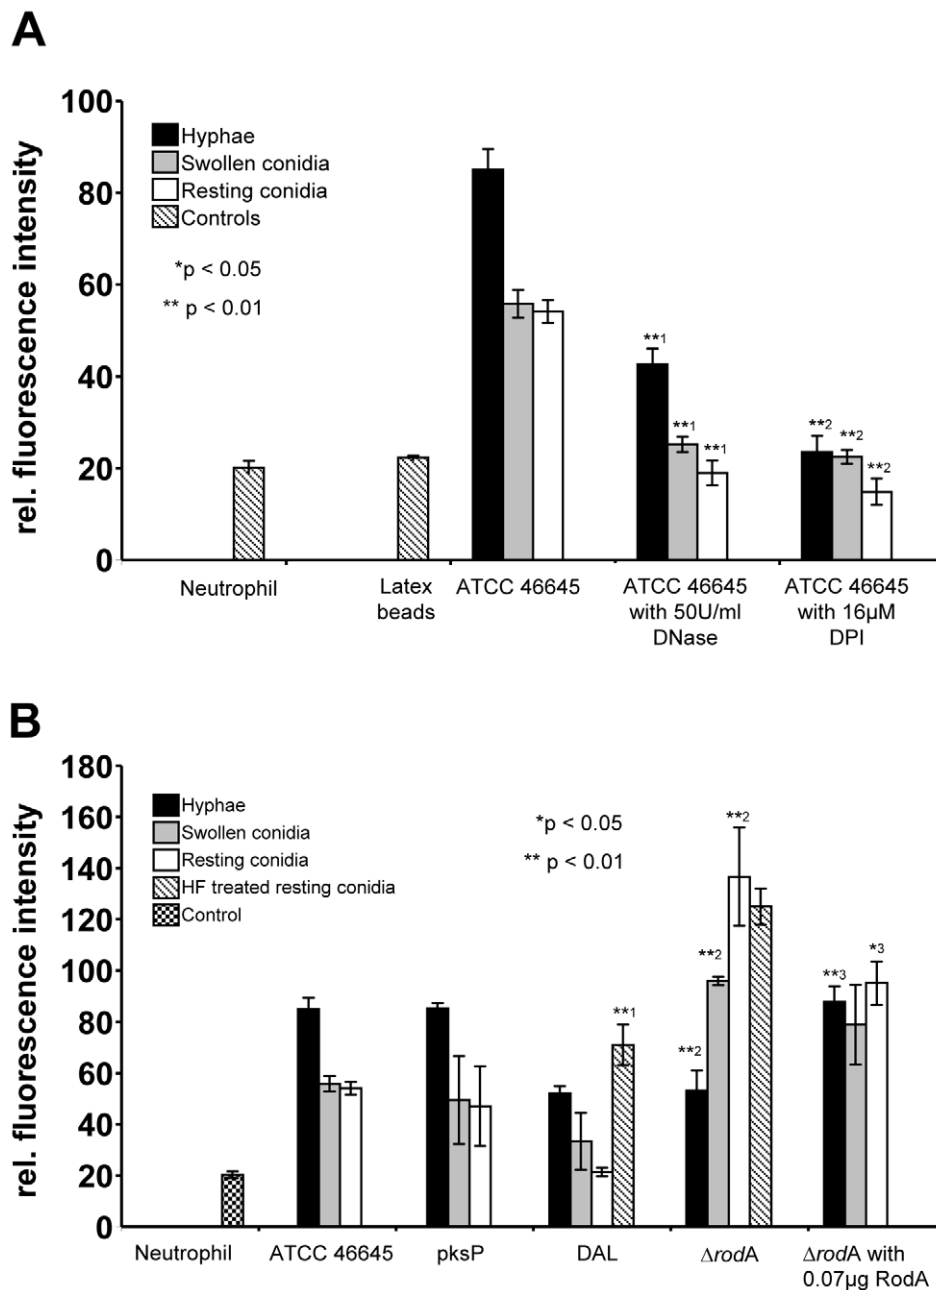 A
rel. fluorescence intensity
100
80
60
40
20
0
Hyphae
Swollen conidia
Resting conidia
Controls
*p < 0.05
** p < 0.01
**1
**1
**1
**2
**2
**2
Neutrophil
Latex
beads
ATCC 46645
ATCC 46645
with 50U/ml
DNase
ATCC 46645
with 16µM
DPI
B
rel. fluorescence intensity
180
160
140
120
100
80
60
40
20
0
Hyphae
Swollen conidia
Resting conidia
HF treated resting conidia
Control
*p < 0.05
** p < 0.01
**1
**2
**2
**2
**3
*3
Neutrophil
ATCC 46645
pksP
DAL
ΔrodA
ΔrodA with
0.07µg RodA